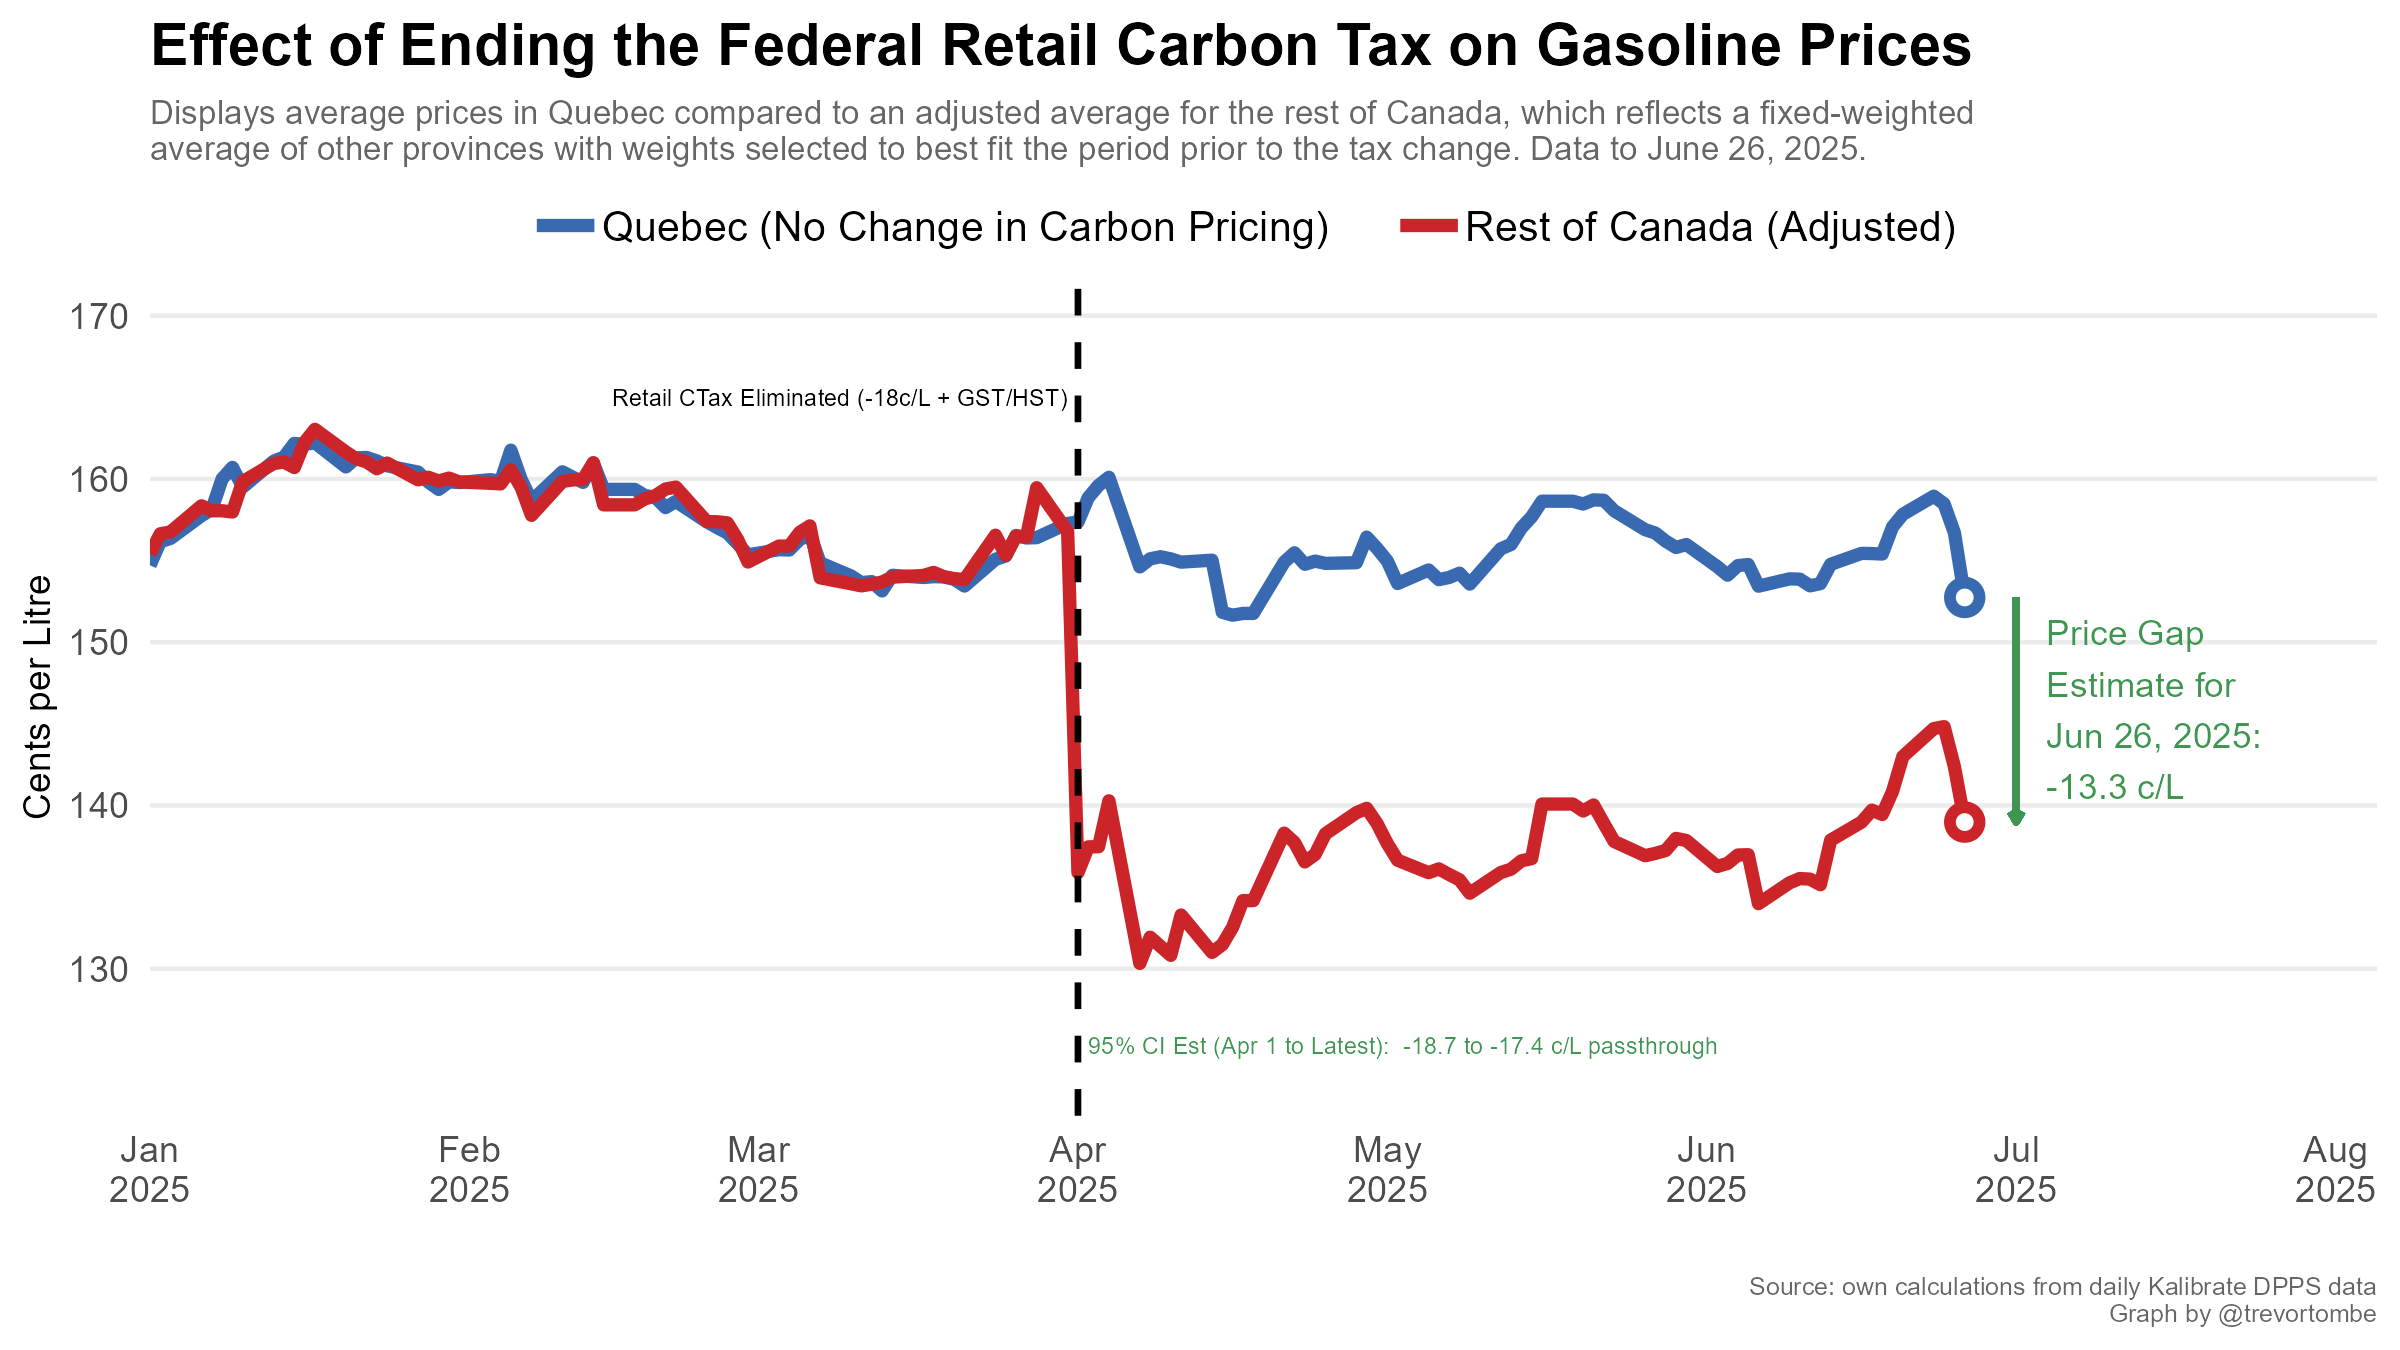 Effect of Ending the Federal Retail Carbon Tax on Gasoline Prices
Displays average prices in Quebec compared to an adjusted average for the rest of Canada, which reflects a fixed-weighted
average of other provinces with weights selected to best fit the period prior to the tax change. Data to June 26, 2025.
Quebec (No Change in Carbon Pricing)
Rest of Canada (Adjusted)
Cents per Litre
170
160
150
140
130
Retail CTax Eliminated (-18c/L + GST/HST)
Price Gap
Estimate for
Jun 26, 2025:
-13.3 c/L
95% CI Est (Apr 1 to Latest):  -18.7 to -17.4 c/L passthrough
Jan
2025
Feb
2025
Mar
2025
Apr
2025
May
2025
Jun
2025
Jul
2025
Aug
2025
Source: own calculations from daily Kalibrate DPPS data
Graph by @trevortombe